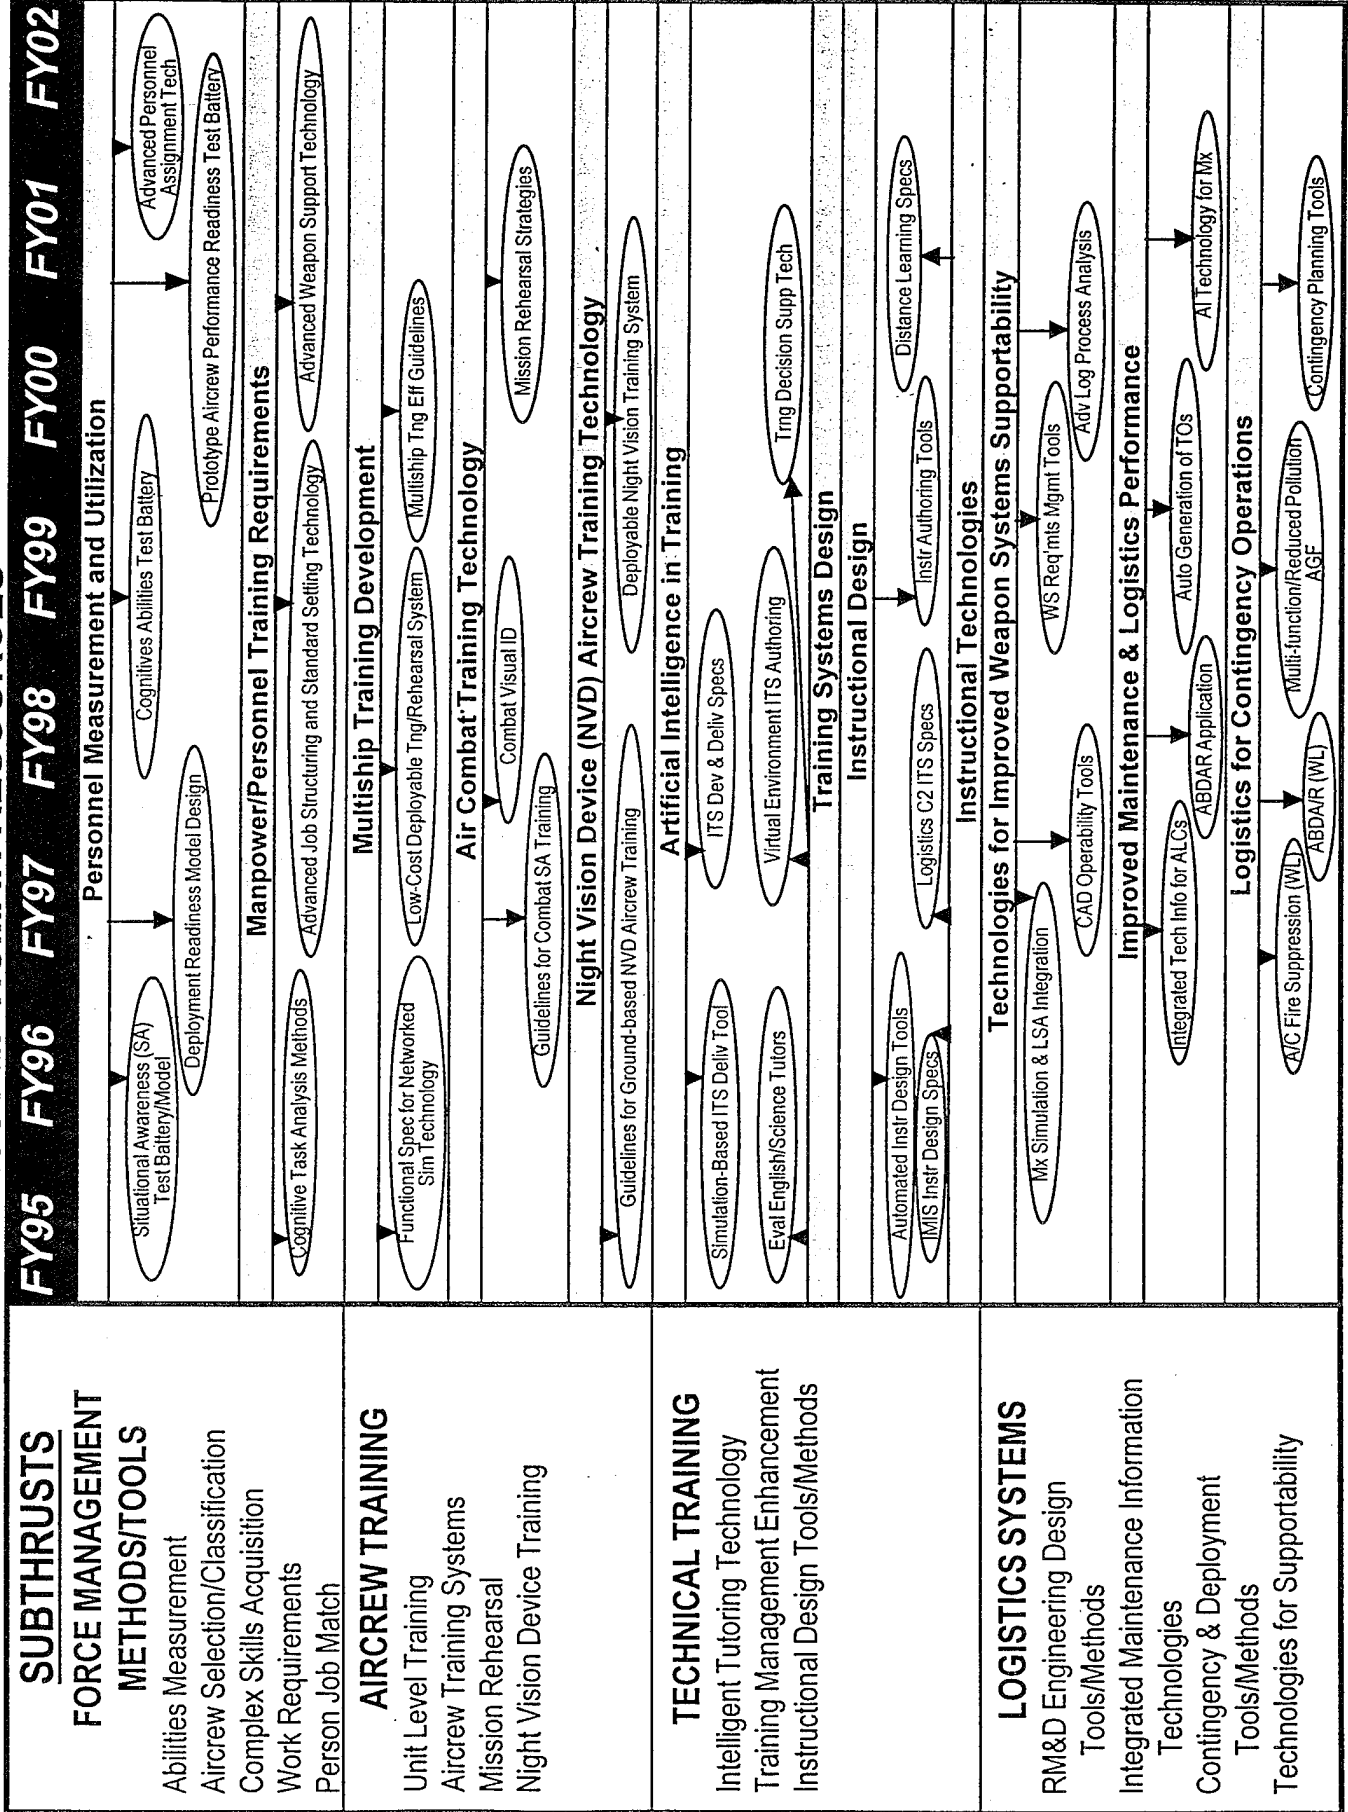 FY95 FY96 FY97 FY98 FY99 FY00 FY01 FY02
SUBTHRUSTS
FORCE MANAGEMENT
METHODS/TOOLS
Abilities Measurement
Aircrew Selection/Classification
Complex Skills Acquisition
Work Requirements
Person Job Match
Personnel Measurement and Utilization
Situational Awareness (SA)
Test Battery/Model
Deployment Readiness Model Design
Cognitives Abilities Test Battery
Prototype Aircrew Performance Readiness Test Battery
Advanced Personnel
Assignment Tech
Manpower/Personnel Training Requirements
Cognitive Task Analysis Methods
Advanced Job Structuring and Standard Setting Technology
Advanced Weapon Support Technology
AIRCREW TRAINING
Unit Level Training
Aircrew Training Systems
Mission Rehearsal
Night Vision Device Training
Multiship Training Development
Functional Spec for Networked
Sim Technology
Low-Cost Deployable Tng/Rehearsal System
Multiship Tng Eff Guidelines
Air Combat Training Technology
Guidelines for Combat SA Training
Combat Visual ID
Mission Rehearsal Strategies
Night Vision Device (NVD) Aircrew Training Technology
Guidelines for Ground-based NVD Aircrew Training
Deployable Night Vision Training System
TECHNICAL TRAINING
Intelligent Tutoring Technology
Training Management Enhancement
Instructional Design Tools/Methods
Artificial Intelligence in Training
Simulation-Based ITS Deliv Tool
ITS Dev & Deliv Specs
Eval English/Science Tutors
Virtual Environment ITS Authoring
Trng Decision Supp Tech
Training Systems Design
Instructional Design
Automated Instr Design Tools
IMIS Instr Design Specs
Logistics C2 ITS Specs
Instr Authoring Tools
Distance Learning Specs
Instructional Technologies
LOGISTICS SYSTEMS
RM&D Engineering Design
Tools/Methods
Integrated Maintenance Information
Technologies
Contingency & Deployment
Tools/Methods
Technologies for Supportability
Technologies for Improved Weapon Systems Supportability
Mx Simulation & LSA Integration
CAD Operability Tools
WS Req'mts Mgmt Tools
Adv Log Process Analysis
Improved Maintenance & Logistics Performance
Integrated Tech Info for ALCs
ABDAR Application
Auto Generation of TOs
AI Technology for Mx
Logistics for Contingency Operations
A/C Fire Suppression (WL)
ABDA/R (WL)
Multi-function/Reduced Pollution
AGF
Contingency Planning Tools